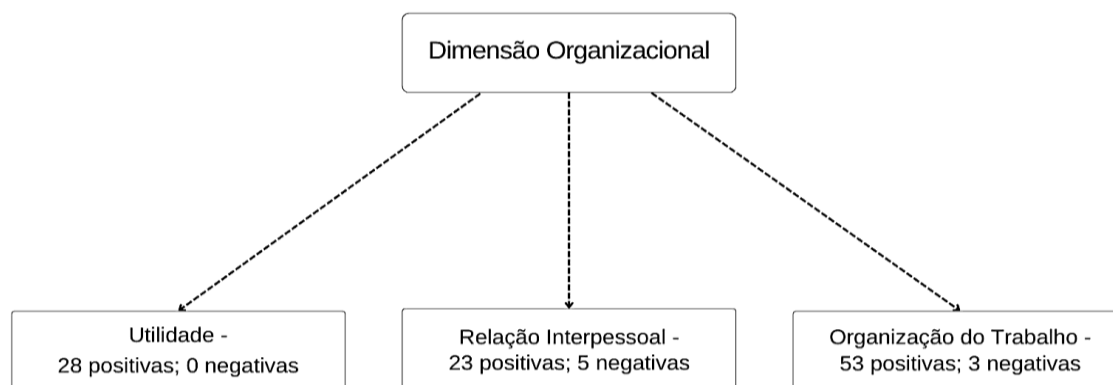 Dimensão Organizacional
Utilidade -
28 positivas; 0 negativas
Relação Interpessoal -
23 positivas; 5 negativas
Organização do Trabalho -
53 positivas; 3 negativas